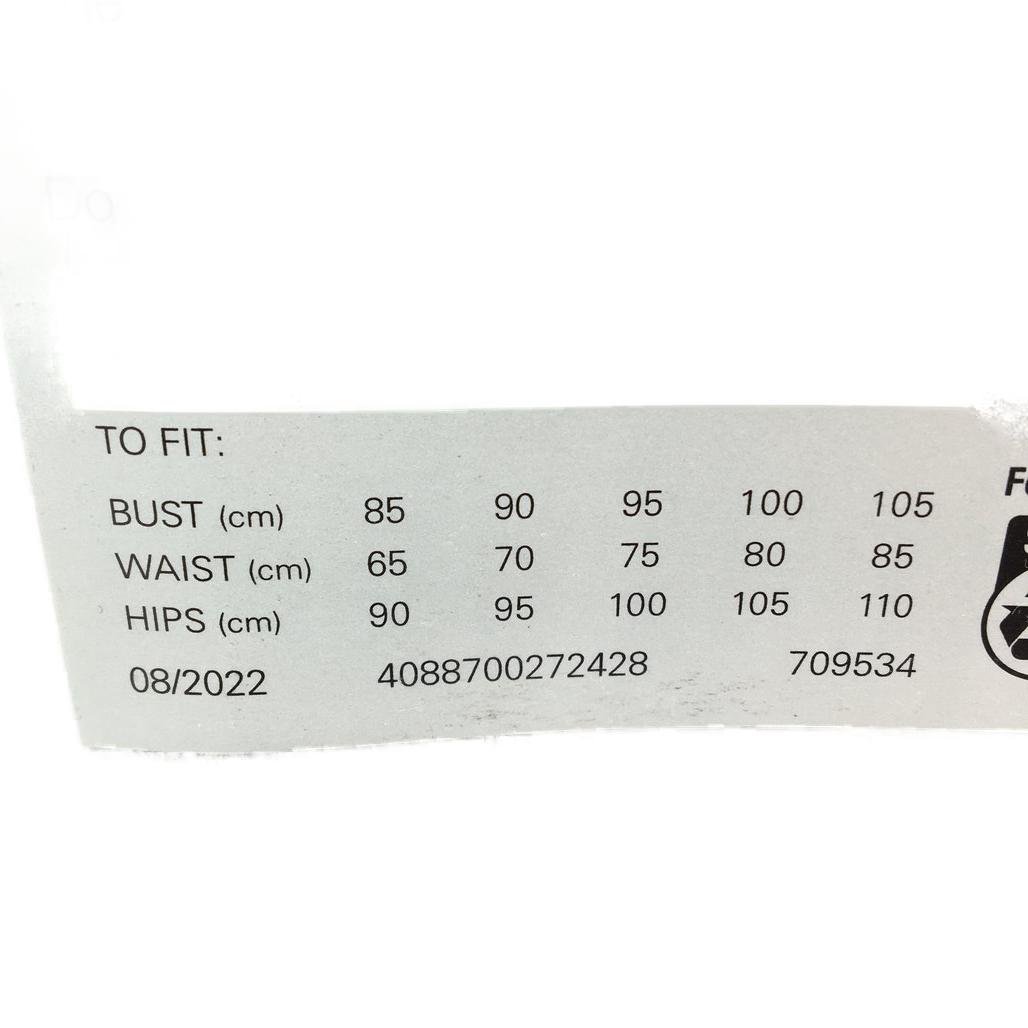 TO FIT:
BUST (cm) 85 90 95 100 105
WAIST (cm) 65 70 75 80 85
HIPS (cm) 90 95 100 105 110
08/2022 4088700272428 709534